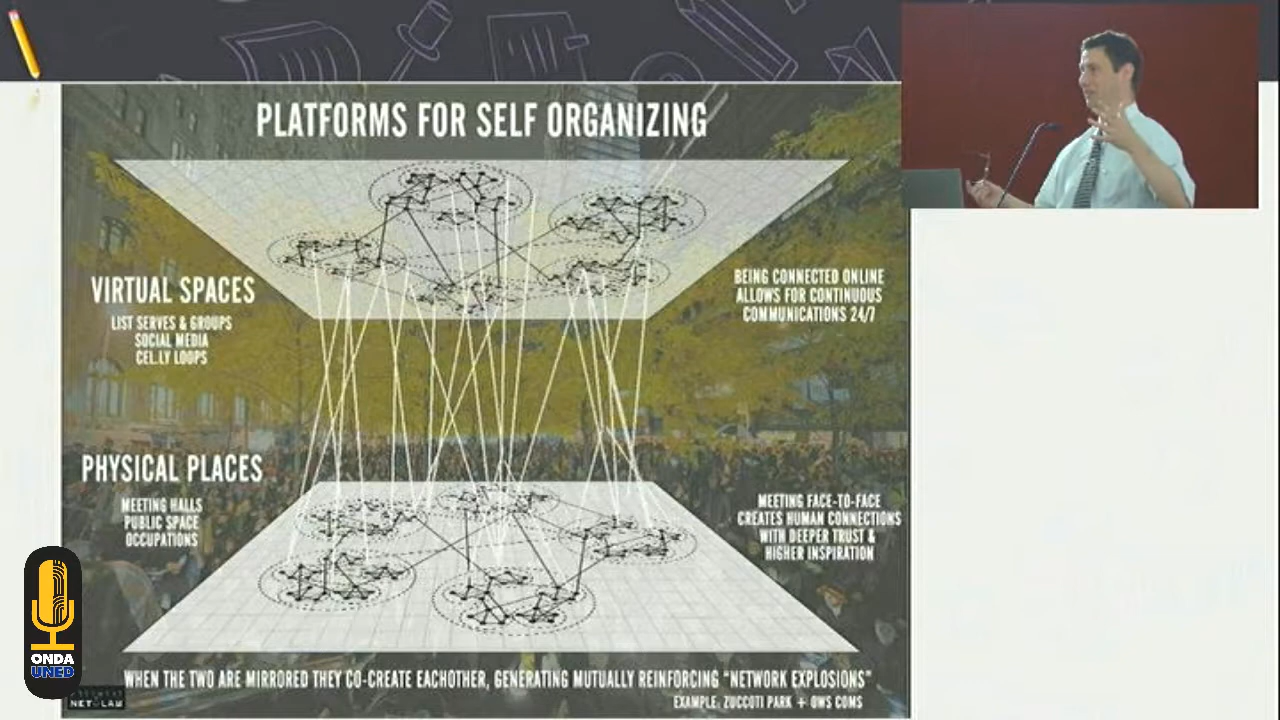 PLATFORMS FOR SELF ORGANIZING
VIRTUAL SPACES
LIST SERVES & GROUPS
SOCIAL MEDIA
CEL.LY LOOPS
BEING CONNECTED ONLINE
ALLOWS FOR CONTINUOUS
COMMUNICATIONS 24/7
PHYSICAL PLACES
MEETING HALLS
PUBLIC SPACE
OCCUPATIONS
MEETING FACE-TO-FACE
CREATES HUMAN CONNECTIONS
WITH DEEPER TRUST &
HIGHER INSPIRATION
WHEN THE TWO ARE MIRRORED THEY CO-CREATE EACHOTHER, GENERATING MUTUALLY REINFORCING "NETWORK EXPLOSIONS"
EXAMPLE: ZUCCOTI PARK + OWS COMS
ONDA
UNED